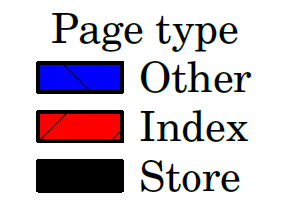 Page type
Other
Index
Store